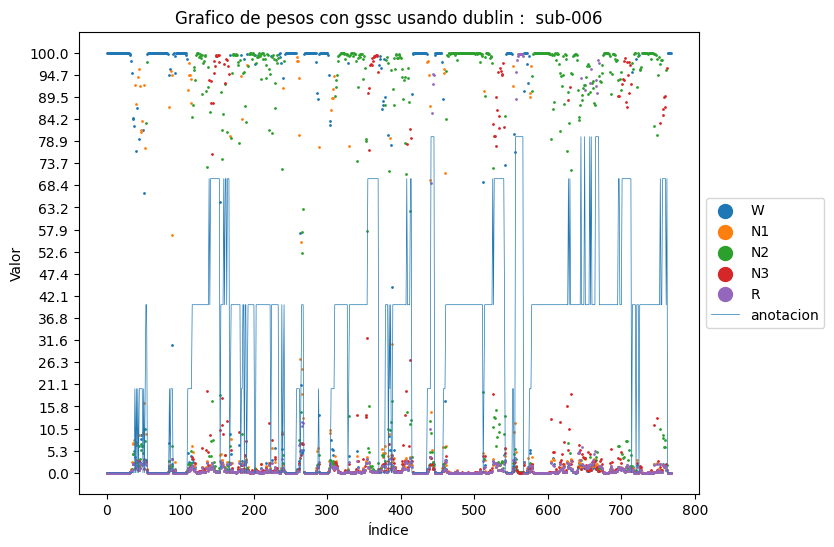 Grafico de pesos con gssc usando dublin :  sub-006
Valor
100.0
94.7
89.5
84.2
78.9
73.7
68.4
63.2
57.9
52.6
47.4
42.1
36.8
31.6
26.3
21.1
15.8
10.5
5.3
0.0
0 100 200 300 400 500 600 700 800
Índice
W
N1
N2
N3
R
anotacion